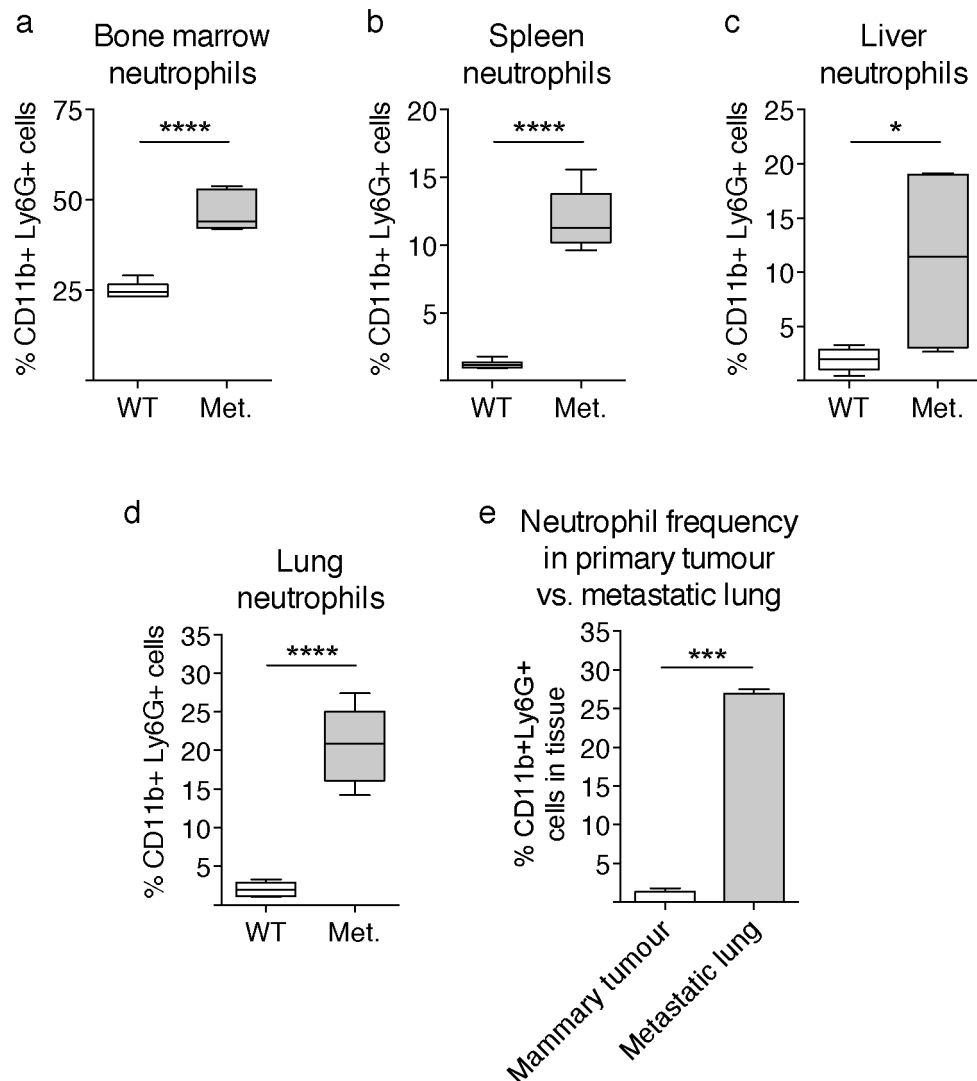 a
Bone marrow
neutrophils
% CD11b+ Ly6G+ cells
75
50
25
****
WT
Met.
b
Spleen
neutrophils
% CD11b+ Ly6G+ cells
20
15
10
5
****
WT
Met.
c
Liver
neutrophils
% CD11b+ Ly6G+ cells
25
20
15
10
5
*
WT
Met.
d
Lung
neutrophils
% CD11b+ Ly6G+ cells
35
30
25
20
15
10
5
****
WT
Met.
e
Neutrophil frequency
in primary tumour
vs. metastatic lung
% CD11b+Ly6G+
cells in tissue
35
30
25
20
15
10
5
***
Mammary tumour
Metastatic lung